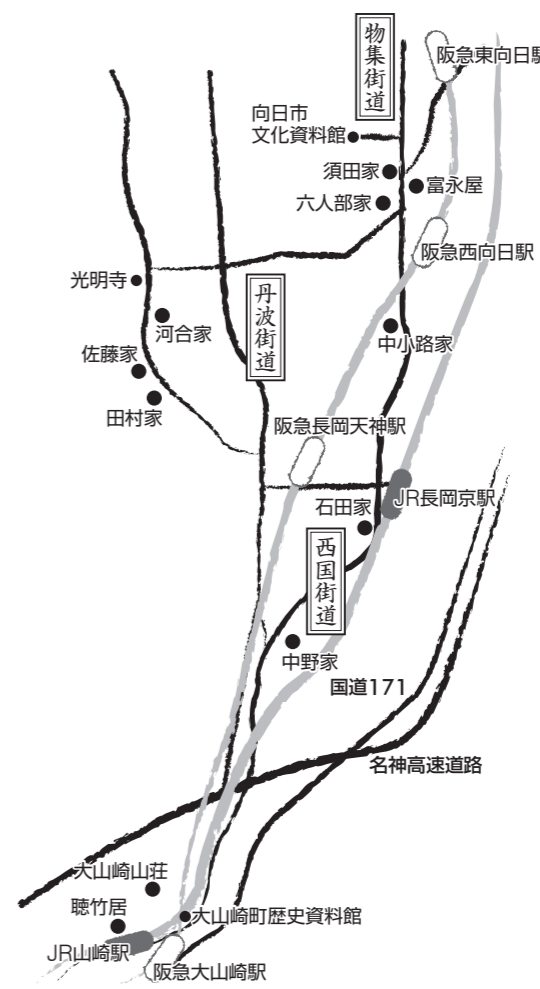 物集街道
阪急東向日駅
向日市
文化資料館
須田家
富永屋
六人部家
阪急西向日駅
光明寺
丹波街道
河合家
中小路家
佐藤家
田村家
阪急長岡天神駅
JR長岡京駅
石田家
西国街道
中野家
国道171
名神高速道路
大山崎山荘
聴竹居
大山崎町歴史資料館
JR山崎駅
阪急大山崎駅